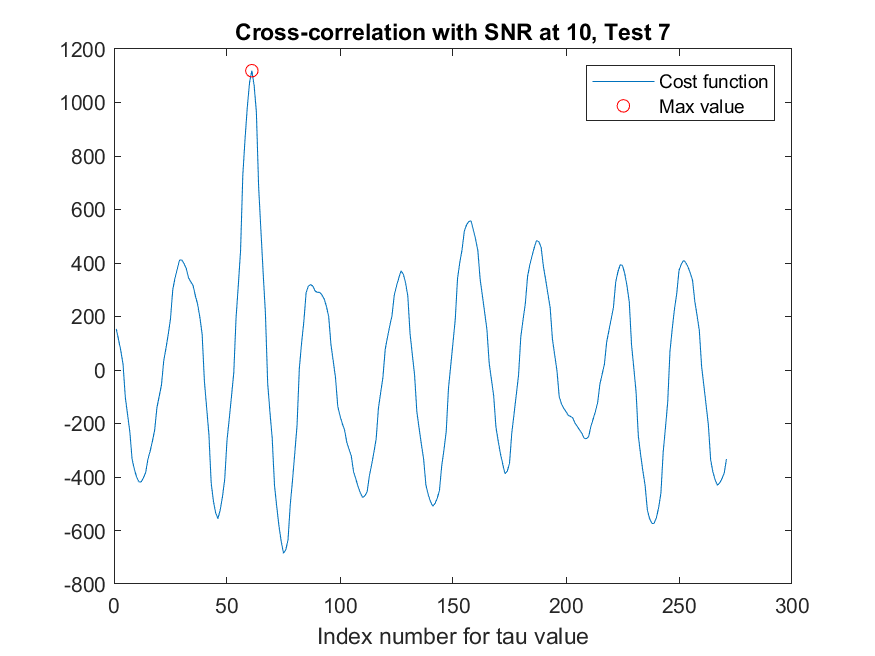 Cross-correlation with SNR at 10, Test 7
1200
1000
800
600
400
200
0
-200
-400
-600
-800
Cost function
Max value
0 50 100 150 200 250 300
Index number for tau value